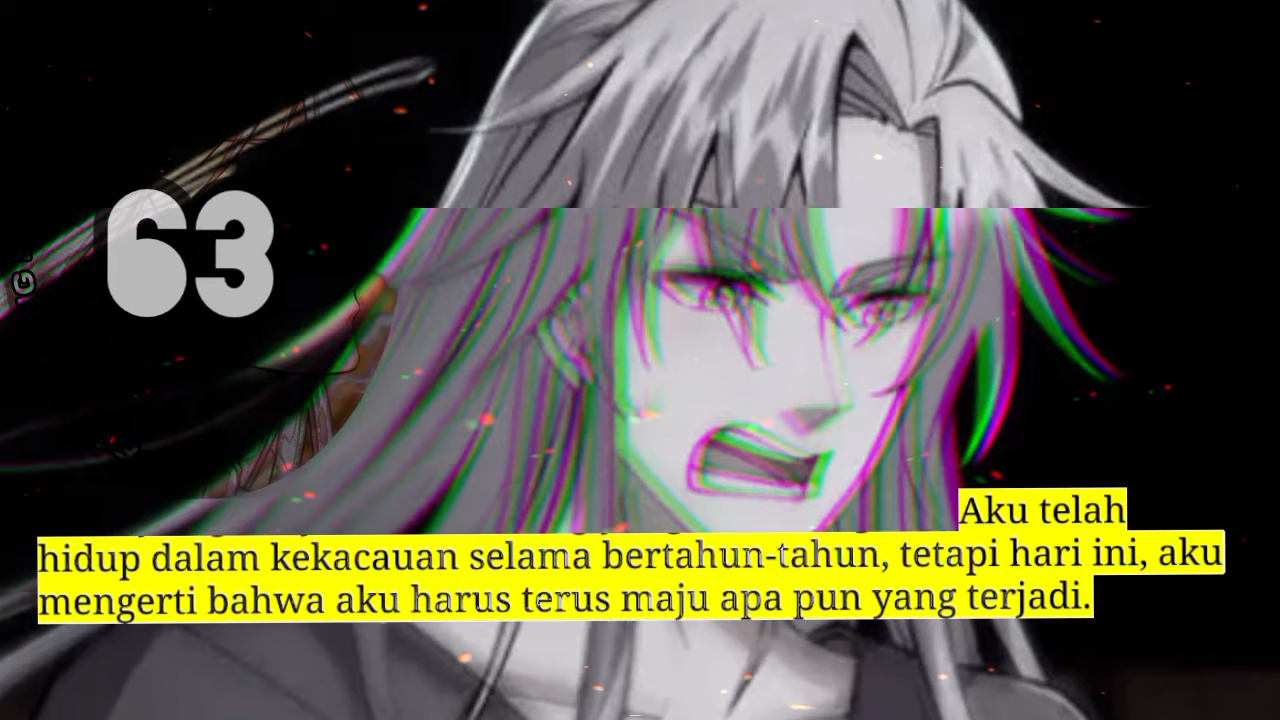 63
Aku telah
hidup dalam kekacauan selama bertahun-tahun, tetapi hari ini, aku
mengerti bahwa aku harus terus maju apa pun yang terjadi.